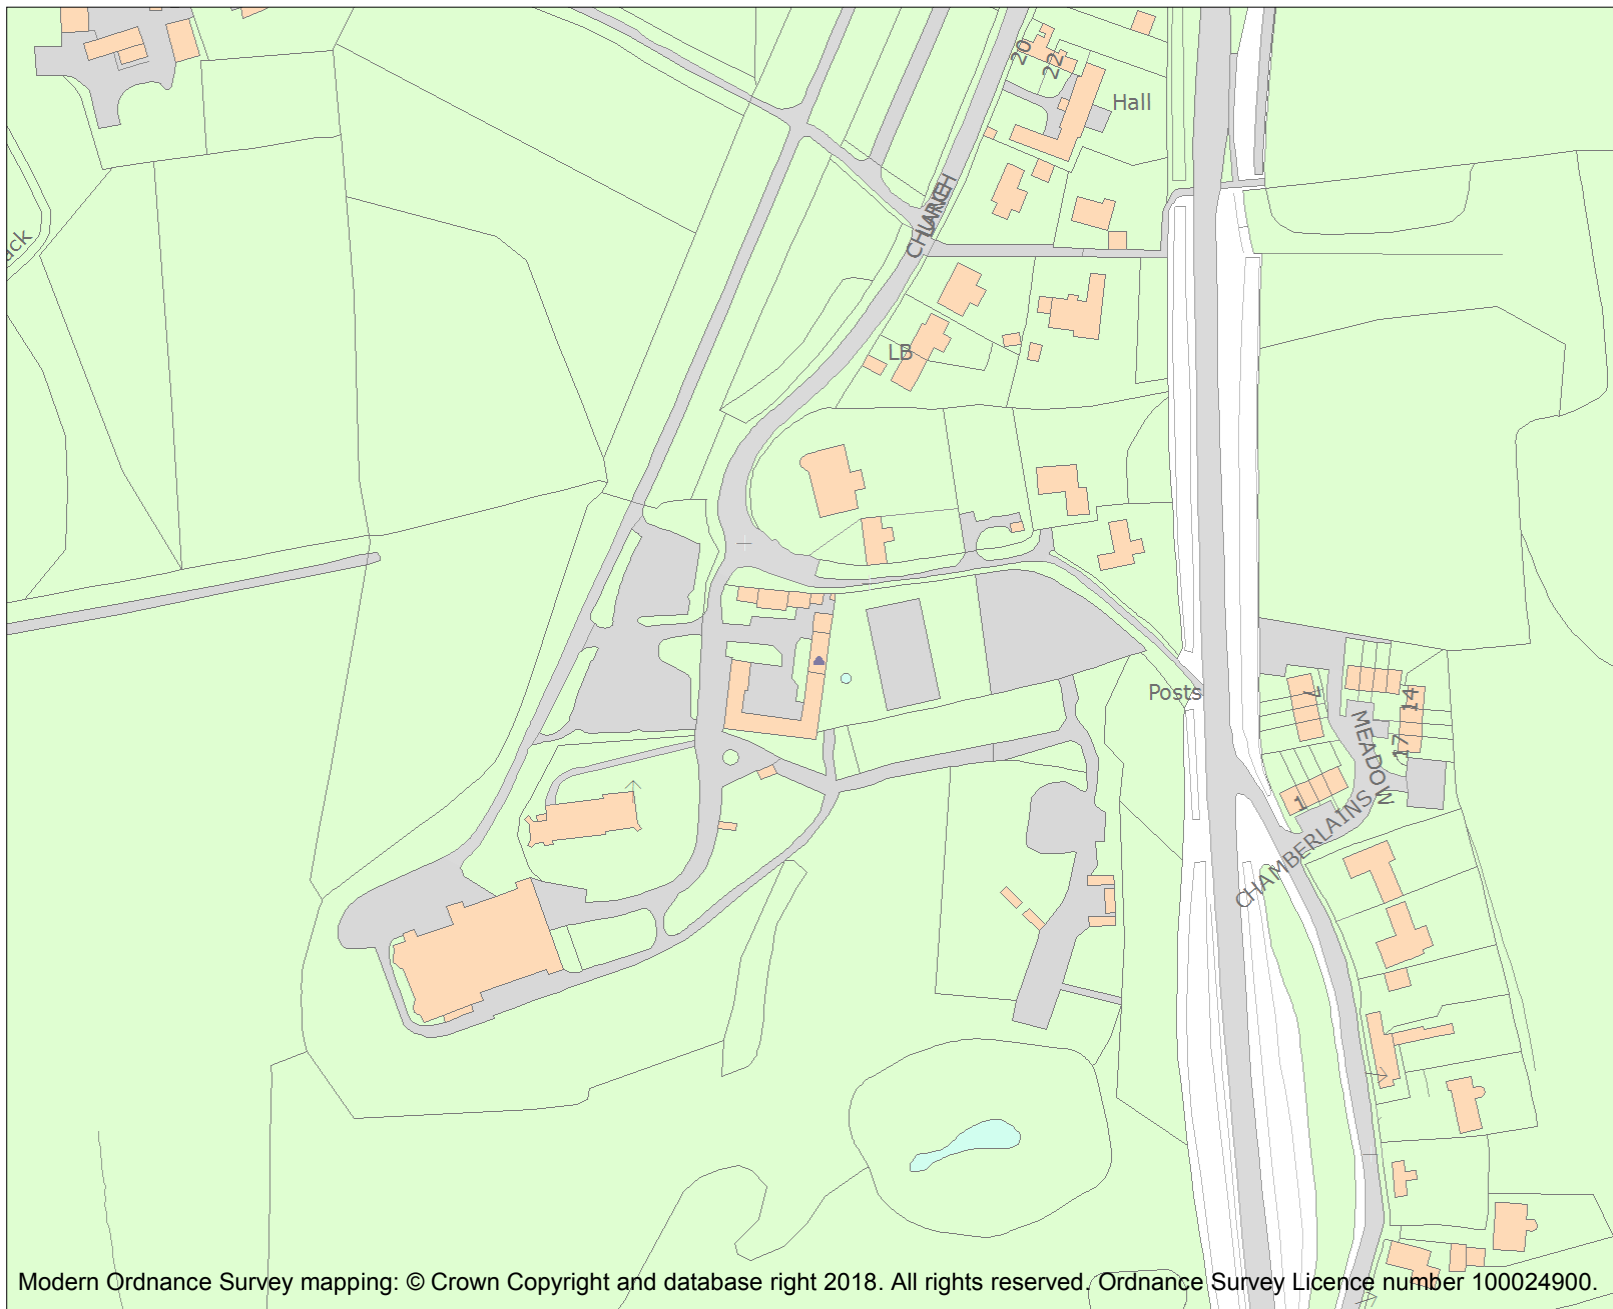 20
22
Hall
CHURCH
LANE
LB
Posts
7
14
17
MEADOW
1
CHAMBERLAINS
Modern Ordnance Survey mapping: © Crown Copyright and database right 2018. All rights reserved. Ordnance Survey Licence number 100024900.